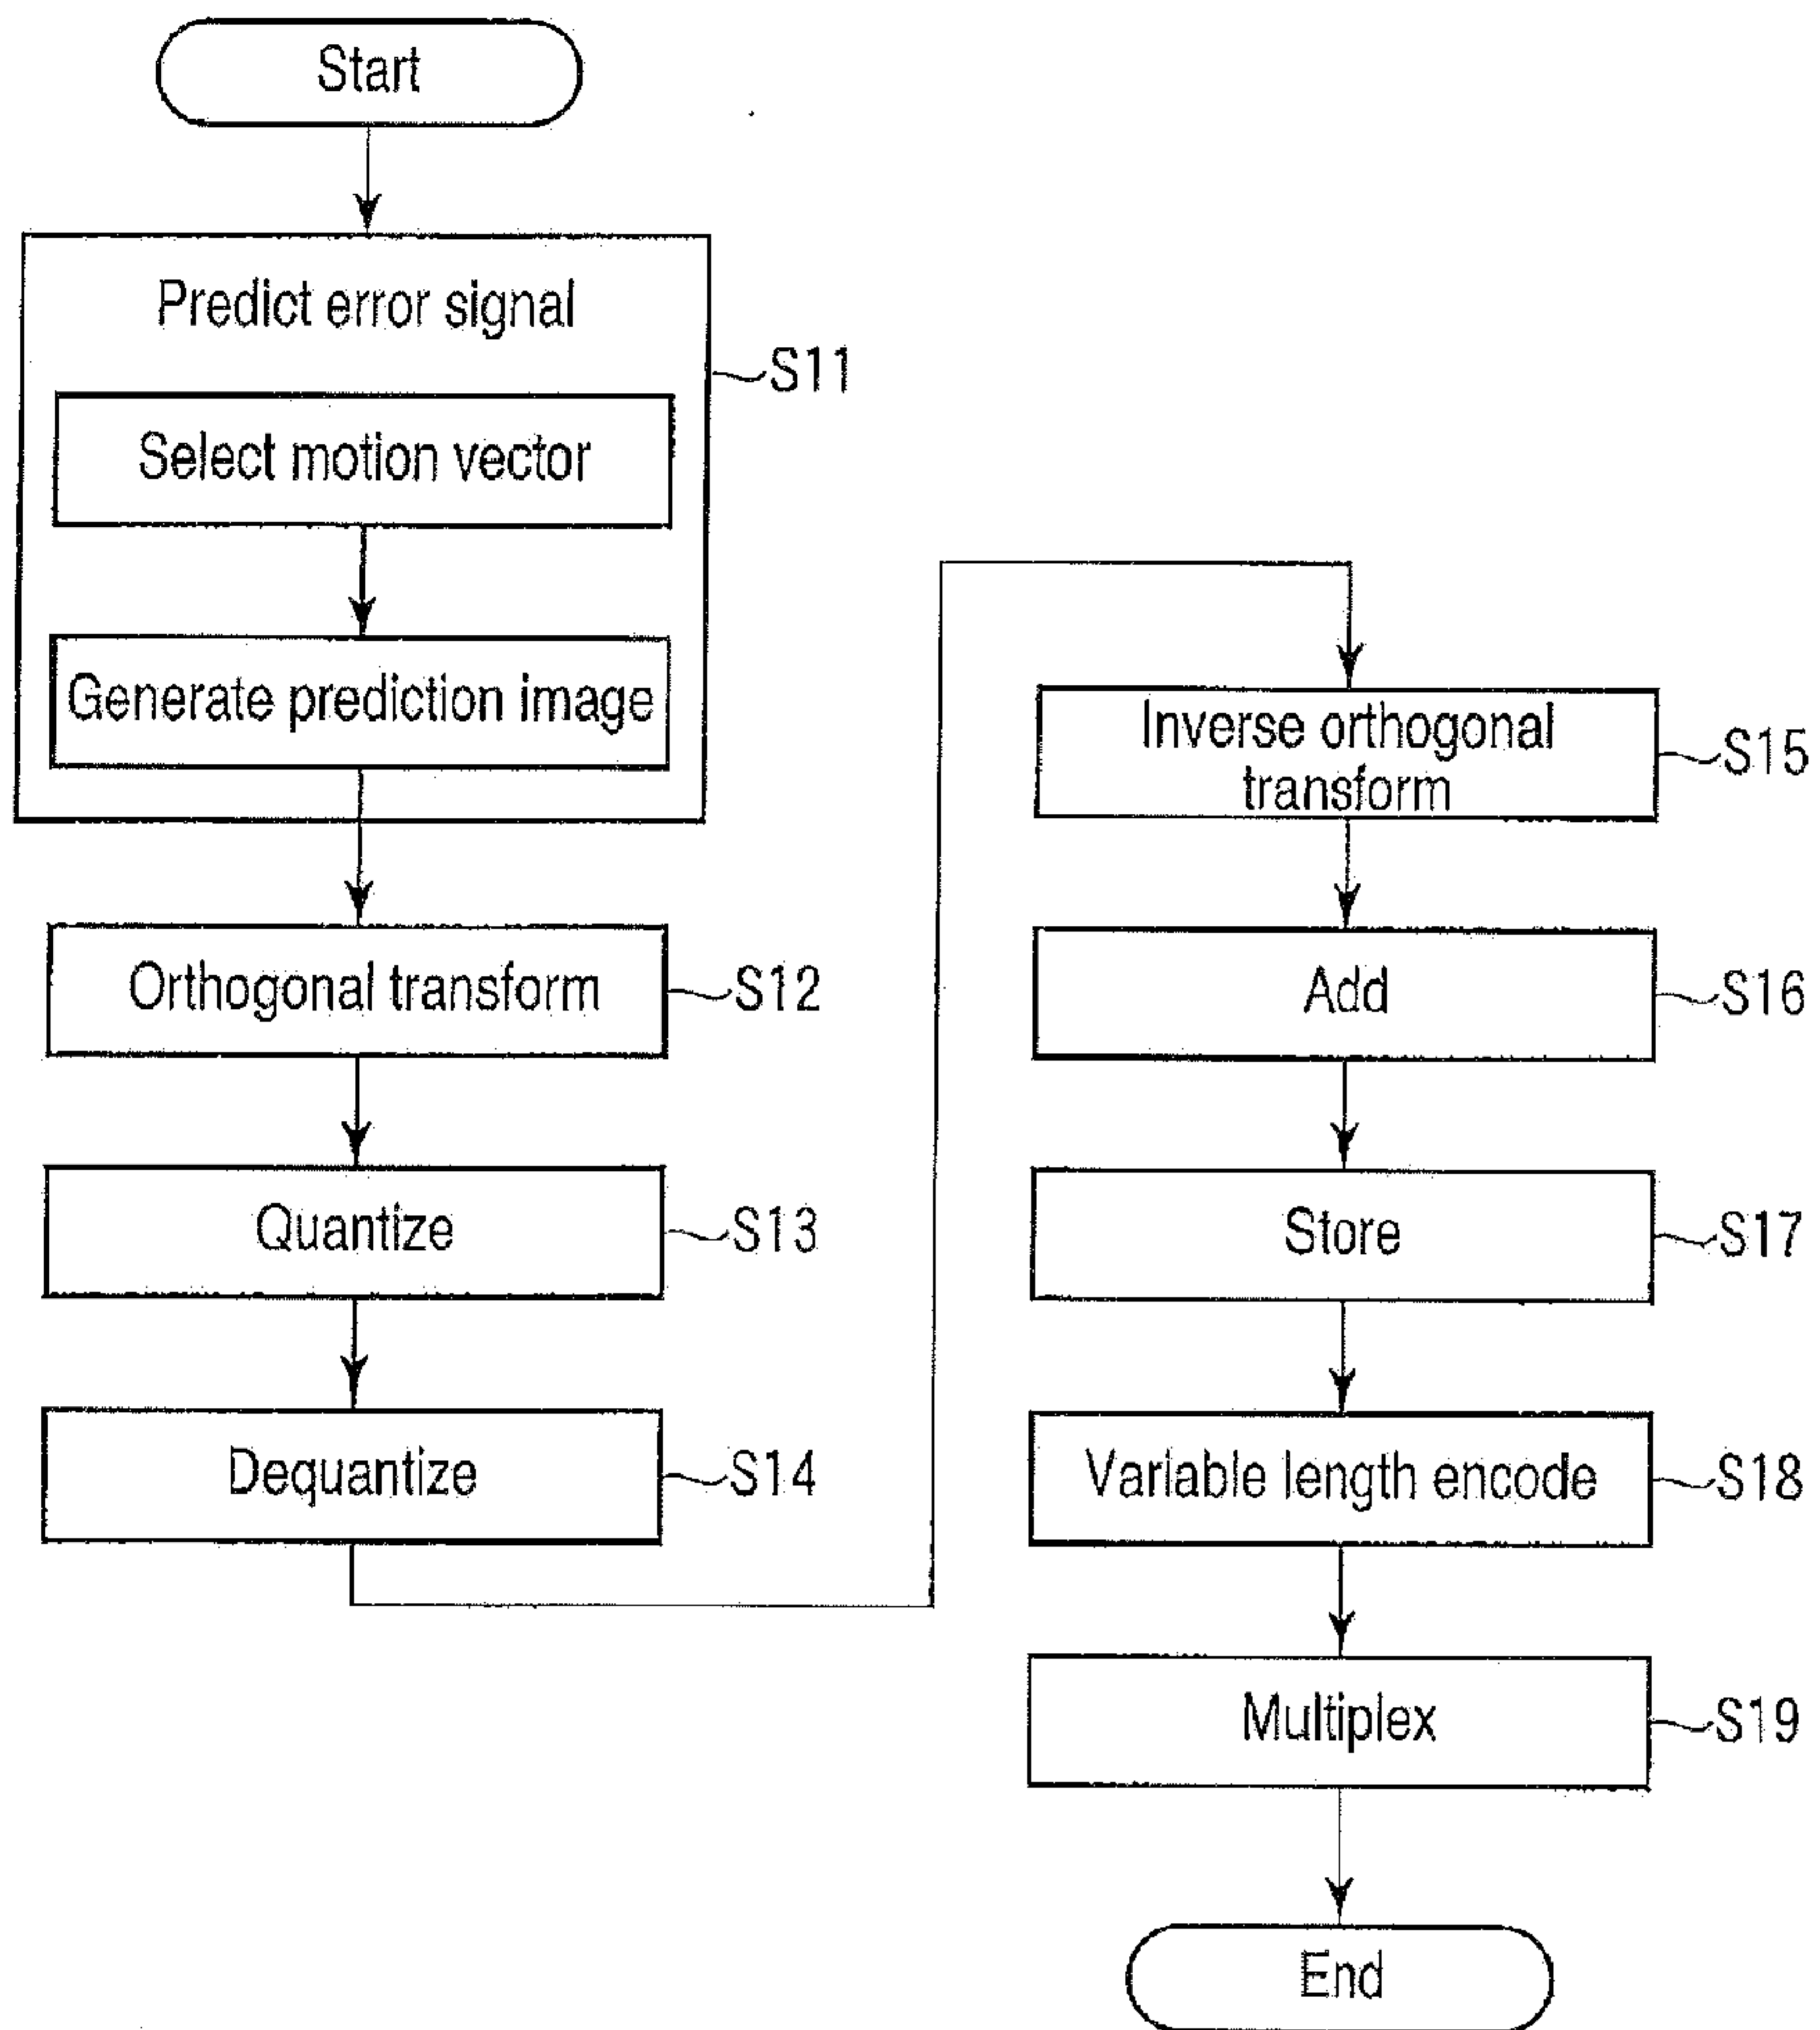 Start
Predict error signal
S11
Select motion vector
Generate prediction image
Orthogonal transform
S12
Quantize
S13
Dequantize
S14
Inverse orthogonal
transform
S15
Add
S16
Store
S17
Variable length encode
S18
Multiplex
S19
End